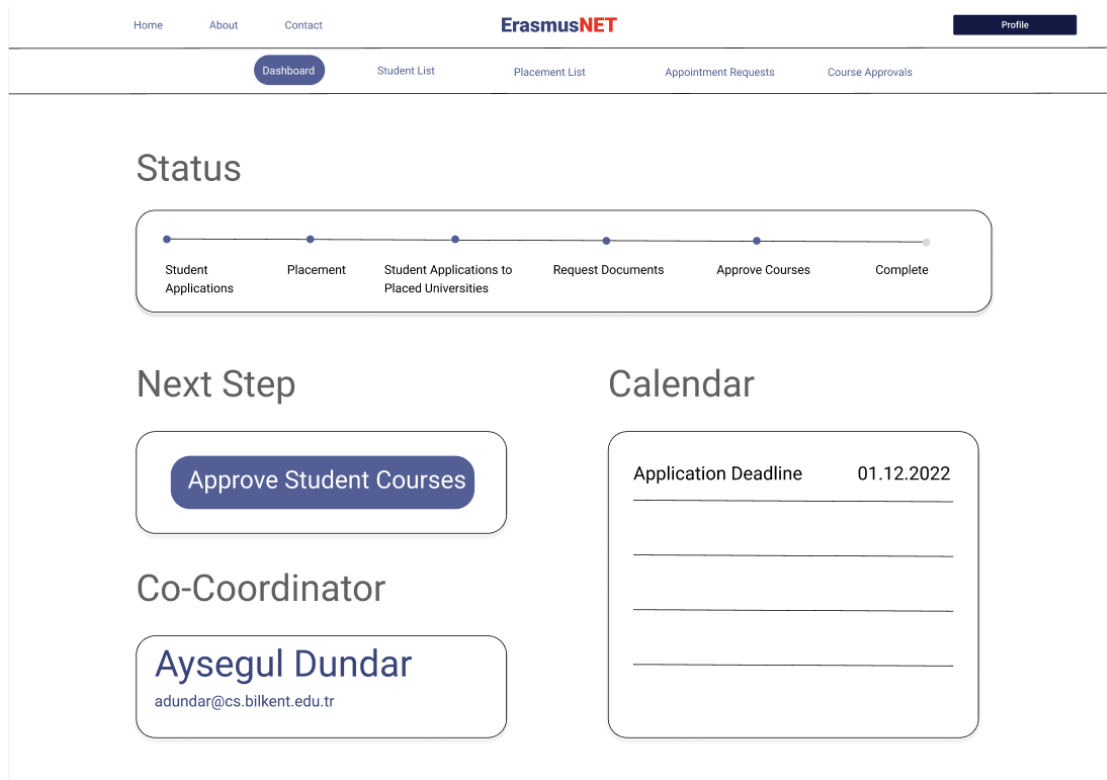 Home About Contact ErasmusNET Profile
Dashboard Student List Placement List Appointment Requests Course Approvals
Status
Student Applications
Placement
Student Applications to
Placed Universities
Request Documents
Approve Courses
Complete
Next Step
Approve Student Courses
Co-Coordinator
Aysegul Dundar
adundar@cs.bilkent.edu.tr
Calendar
Application Deadline 01.12.2022